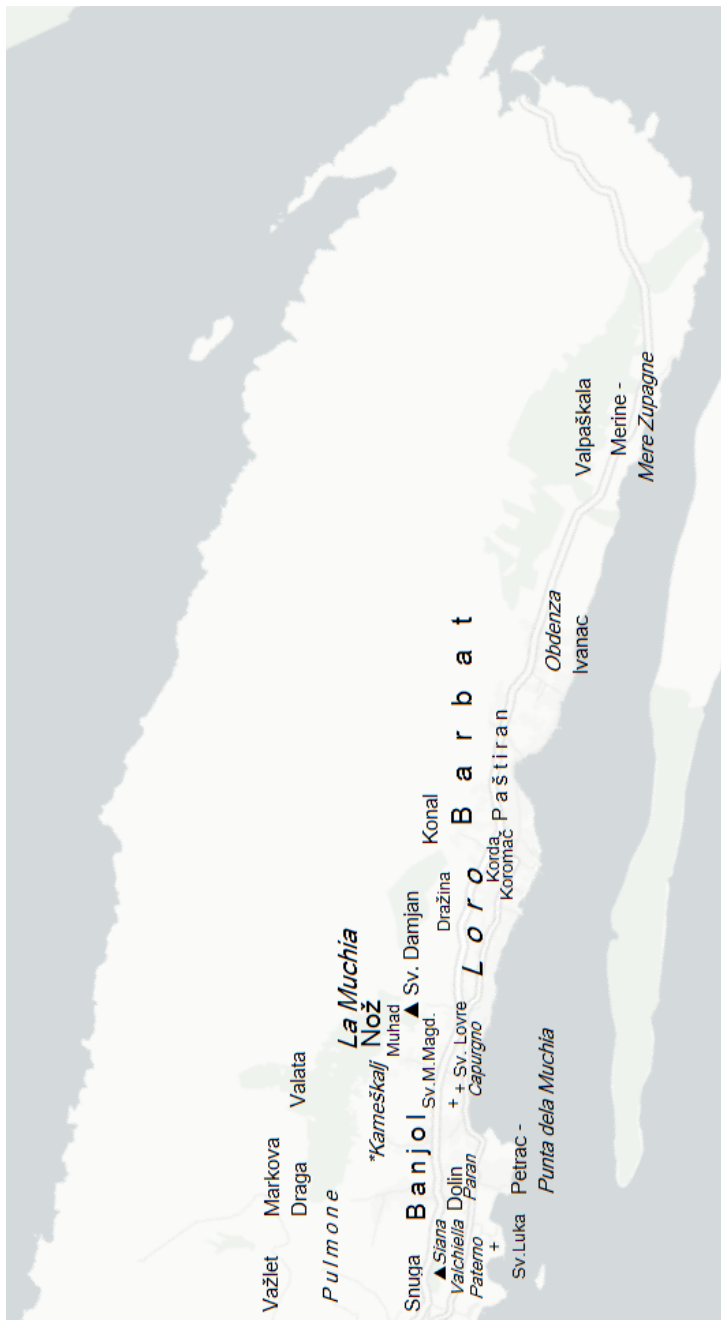 Važlet
Markova
Draga
Valata
Pulmone
La Muchia
Nož
*Kameškalj
Muhad
Snuga
Banjol
▲ Sv. Damjan
Sv.M.Magd.
Konal
▲Siana
Dražina
Valchiella
Dolin
+
+ Sv. Lovre
Barbat
Paterno
Paran
Capurgno
Loro
+
Korda
Koromač
Paštiran
Sv.Luka
Petrac -
Punta dela Muchia
Obdenza
Ivanac
Valpaškala
Merine -
Mere Zupagne